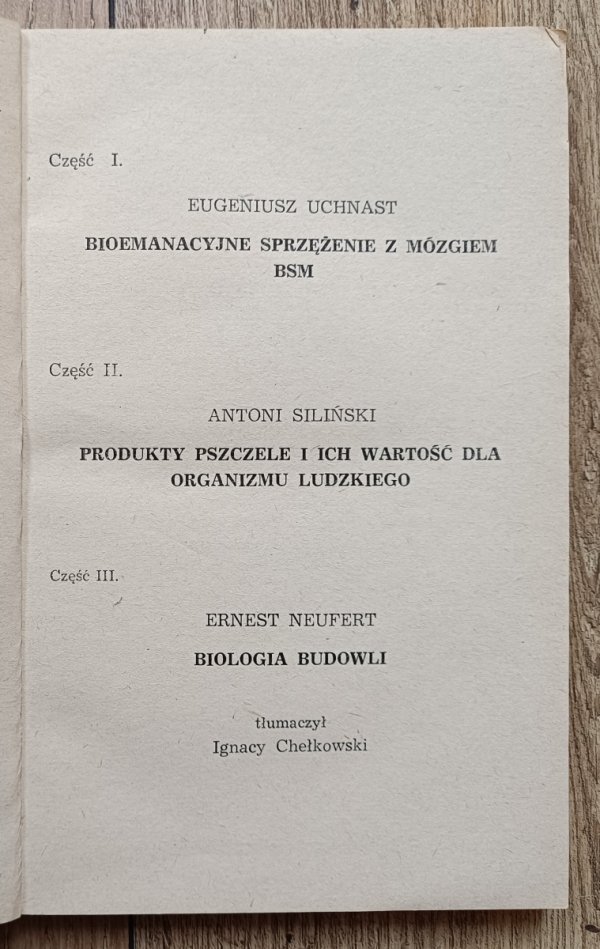 Część I.
EUGENIUSZ UCHNAST
BIOEMANACYJNE SPRZĘŻENIE Z MÓZGIEM
BSM
Część II.
ANTONI SILIŃSKI
PRODUKTY PSZCZELE I ICH WARTOŚĆ DLA
ORGANIZMU LUDZKIEGO
Część III.
ERNEST NEUFERT
BIOLOGIA BUDOWLI
tłumaczył
Ignacy Chełkowski